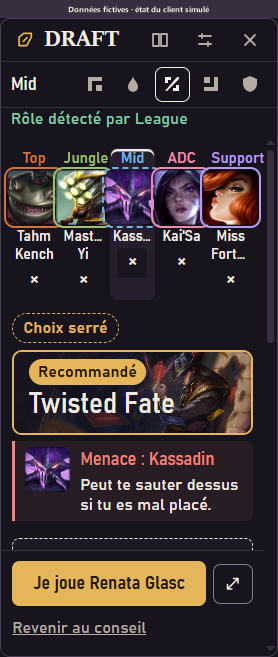 Données fictives · état du client simulé
DRAFT
Mid
Rôle détecté par League
Top Jungle Mid ADC Support
Tahm Kench
Mast... Yi
Kass...
Kai'Sa
Miss Fort...
× × × × ×
Choix serré
Recommandé
Twisted Fate
Menace : Kassadin
Peut te sauter dessus
si tu es mal placé.
Je joue Renata Glasc
Revenir au conseil